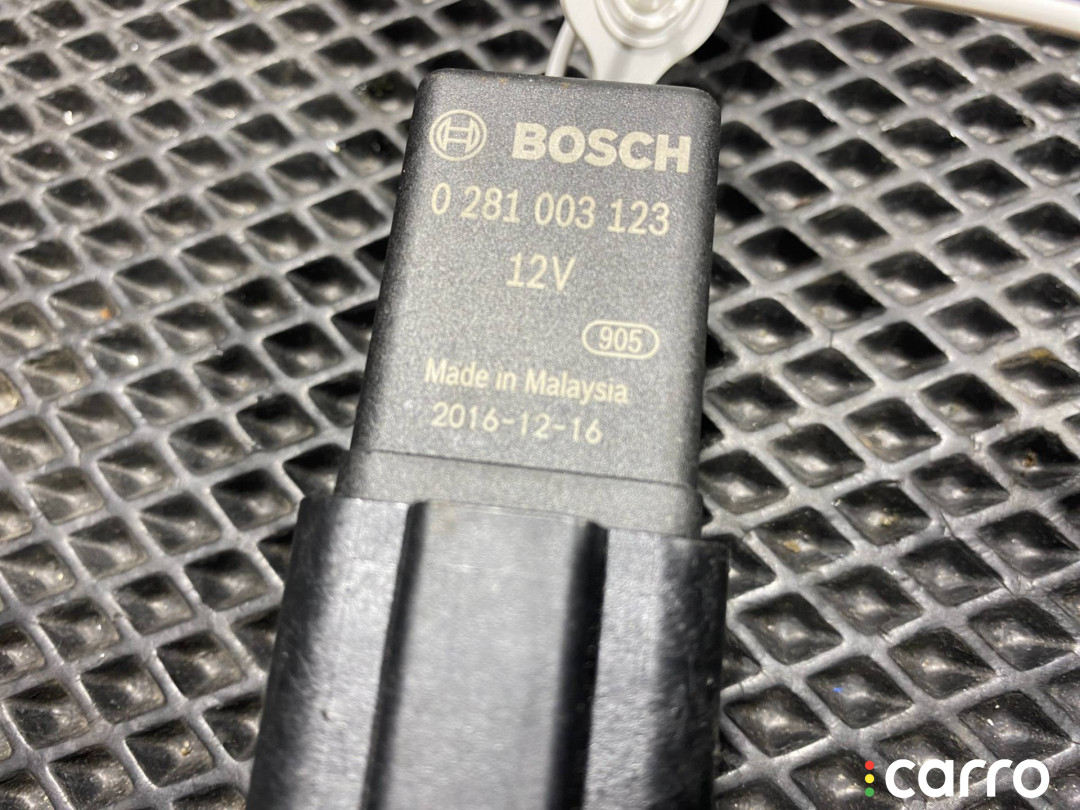 BOSCH
0 281 003 123
12V
905
Made in Malaysia
2016-12-16
carro